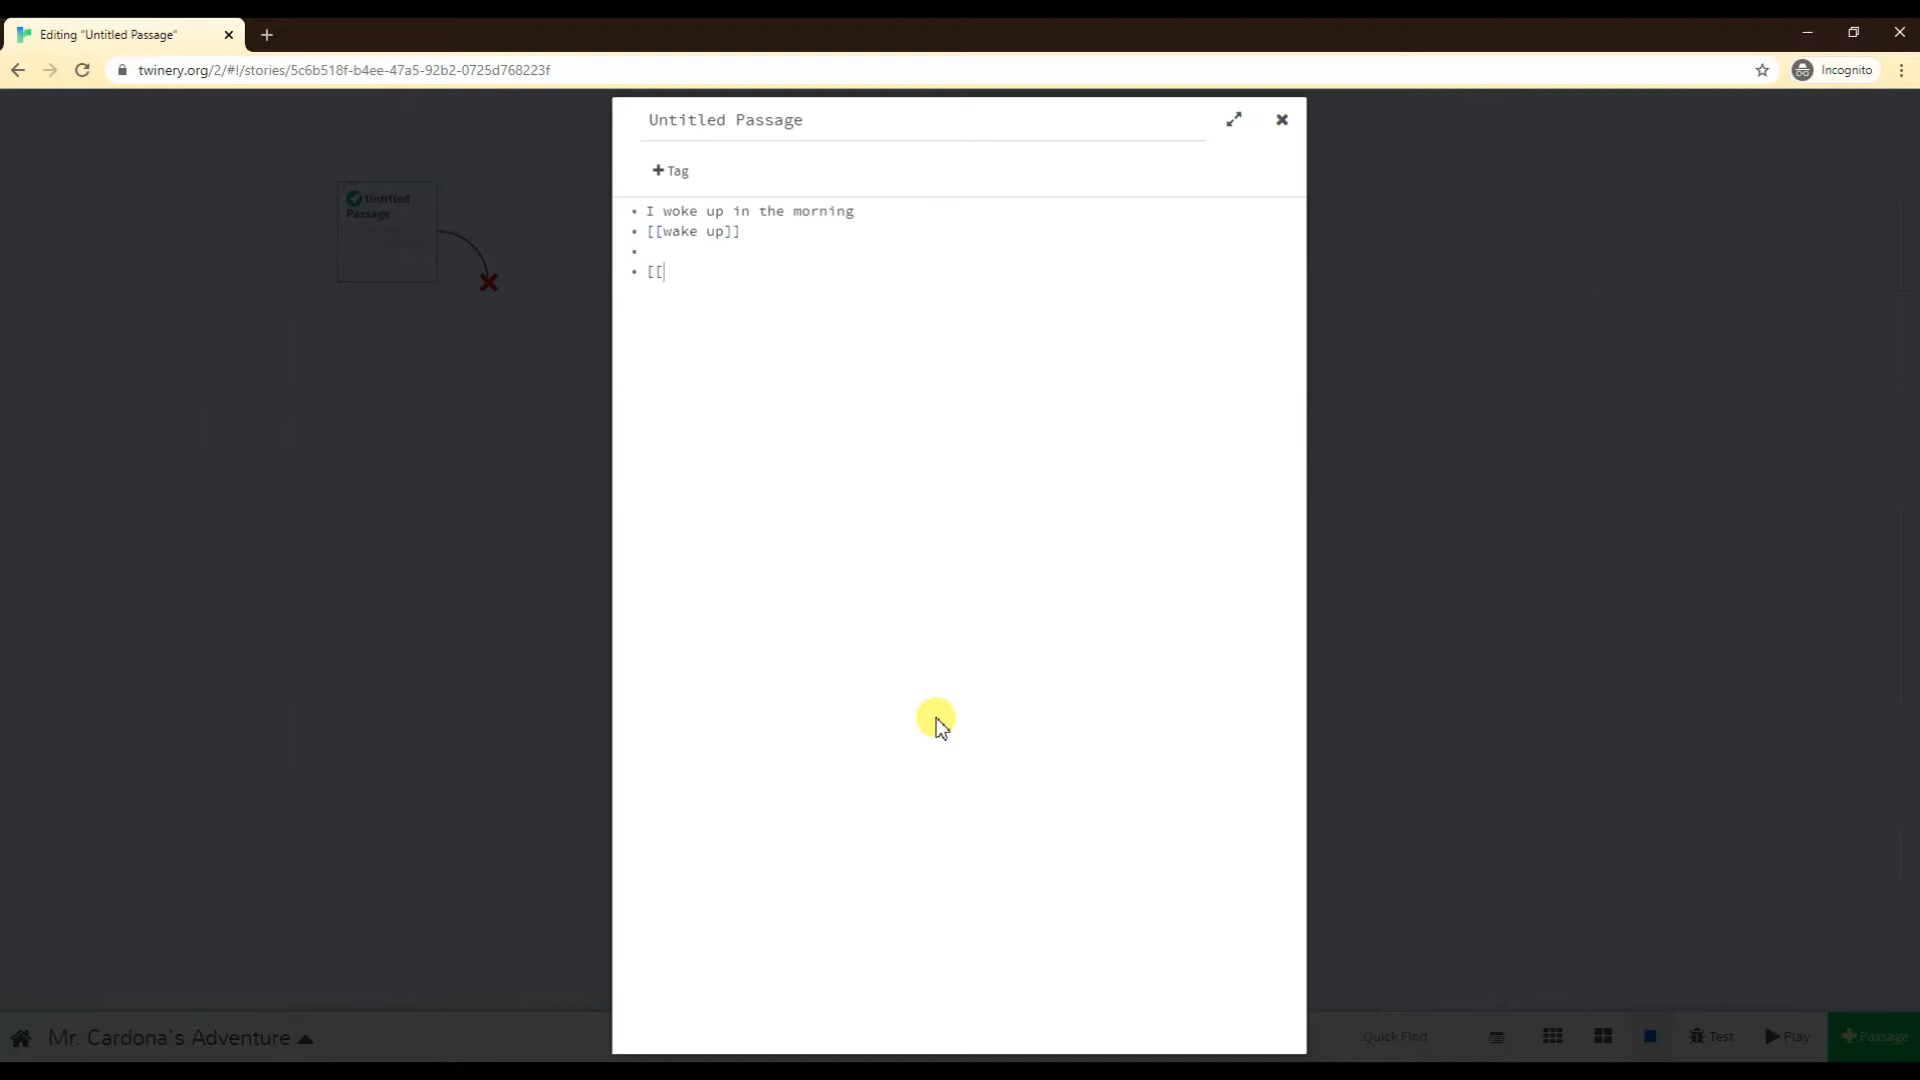 Editing "Untitled Passage"
twinery.org/2/#!/stories/5c6b518f-b4ee-47a5-92b2-0725d768223f
Incognito
Untitled Passage
Tag
Untitled
Passage
• I woke up in the morning
• [[wake up]]
•
• [[
Mr. Cardona's Adventure
Quick Find
Test
Play
Passage